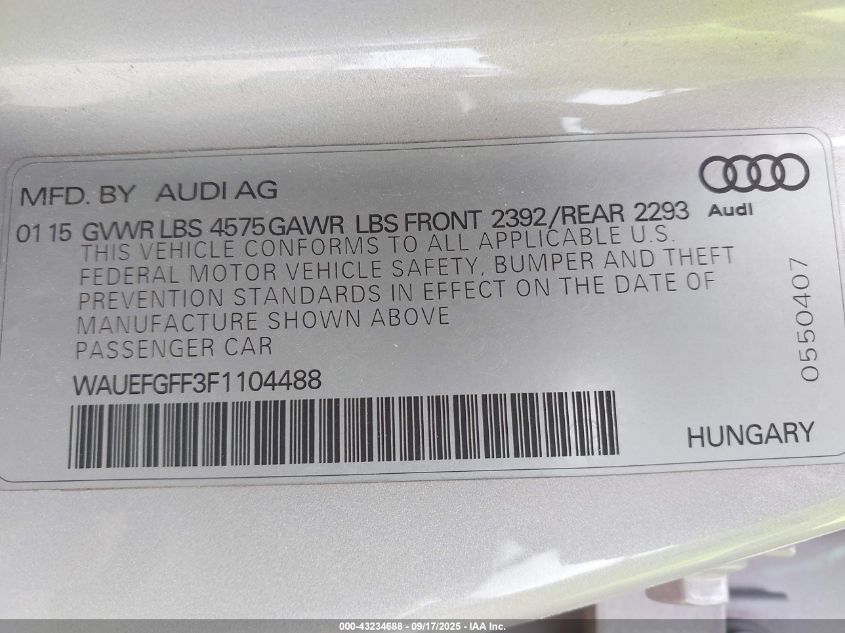 MFD. BY AUDI AG
Audi
01 15 GVWR LBS 4575 GAWR LBS FRONT 2392/REAR 2293
THIS VEHICLE CONFORMS TO ALL APPLICABLE U.S.
FEDERAL MOTOR VEHICLE SAFETY, BUMPER AND THEFT
PREVENTION STANDARDS IN EFFECT ON THE DATE OF
MANUFACTURE SHOWN ABOVE
PASSENGER CAR
WAUEFGFF3F1104488
0550407
HUNGARY
000-43234688 - 09/17/2025 - IAA Inc.